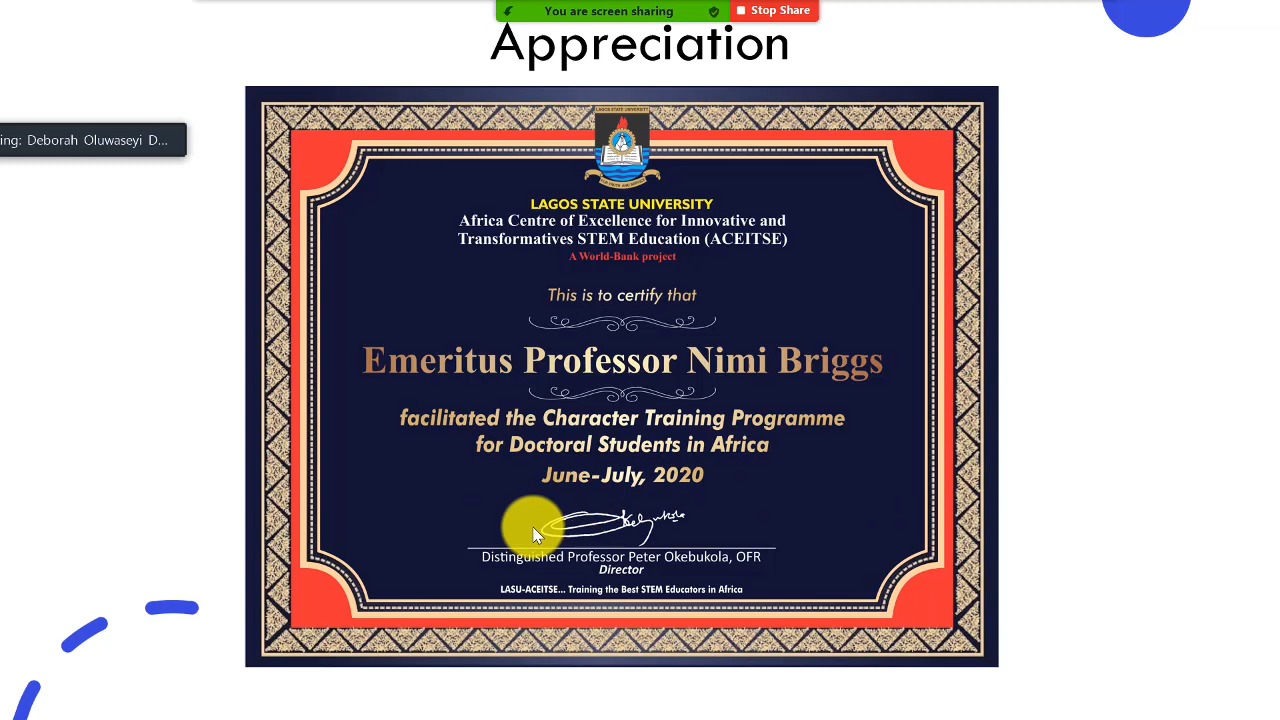 You are screen sharing
Stop Share
Appreciation
ing: Deborah Oluwaseyi D...
LAGOS STATE UNIVERSITY
LAGOS STATE UNIVERSITY
Africa Centre of Excellence for Innovative and
Transformatives STEM Education (ACEITSE)
A World-Bank project
This is to certify that
Emeritus Professor Nimi Briggs
facilitated the Character Training Programme
for Doctoral Students in Africa
June-July, 2020
Distinguished Professor Peter Okebukola, OFR
Director
LASU-ACEITSE... Training the Best STEM Educators in Africa